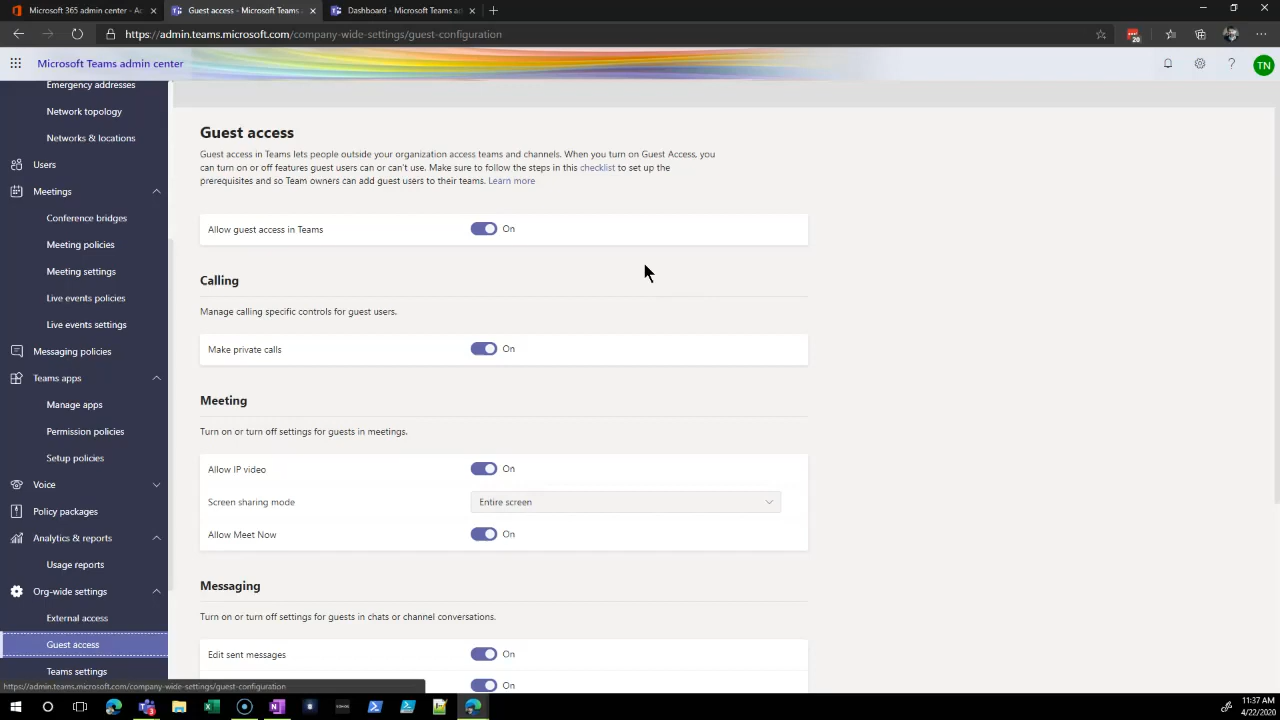 Microsoft 365 admin center - Ac
Guest access - Microsoft Teams
Dashboard - Microsoft Teams ad
https://admin.teams.microsoft.com/company-wide-settings/guest-configuration
20
Microsoft Teams admin center
TN
Emergency addresses
Network topology
Networks & locations
Users
Meetings
Conference bridges
Meeting policies
Meeting settings
Live events policies
Live events settings
Messaging policies
Teams apps
Manage apps
Permission policies
Setup policies
Voice
Policy packages
Analytics & reports
Usage reports
Org-wide settings
External access
Guest access
Teams settings
Guest access
Guest access in Teams lets people outside your organization access teams and channels. When you turn on Guest Access, you
can turn on or off features guest users can or can't use. Make sure to follow the steps in this checklist to set up the
prerequisites and so Team owners can add guest users to their teams. Learn more
Allow guest access in Teams On
Calling
Manage calling specific controls for guest users.
Make private calls On
Meeting
Turn on or turn off settings for guests in meetings.
Allow IP video On
Screen sharing mode Entire screen
Allow Meet Now On
Messaging
Turn on or turn off settings for guests in chats or channel conversations.
Edit sent messages On
On
https://admin.teams.microsoft.com/company-wide-settings/guest-configuration
11:37 AM
4/22/2020